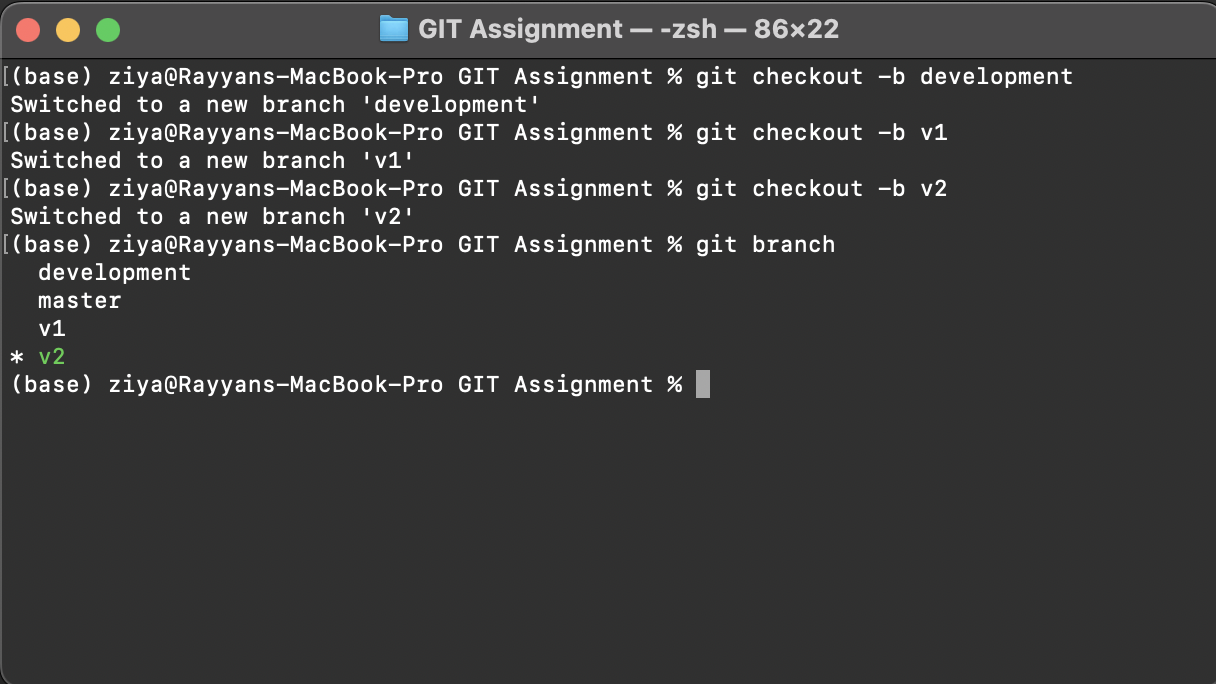 GIT Assignment — -zsh — 86×22
[(base) ziya@Rayyans-MacBook-Pro GIT Assignment % git checkout -b development
Switched to a new branch 'development'
[(base) ziya@Rayyans-MacBook-Pro GIT Assignment % git checkout -b v1
Switched to a new branch 'v1'
[(base) ziya@Rayyans-MacBook-Pro GIT Assignment % git checkout -b v2
Switched to a new branch 'v2'
[(base) ziya@Rayyans-MacBook-Pro GIT Assignment % git branch
  development
  master
  v1
* v2
(base) ziya@Rayyans-MacBook-Pro GIT Assignment %